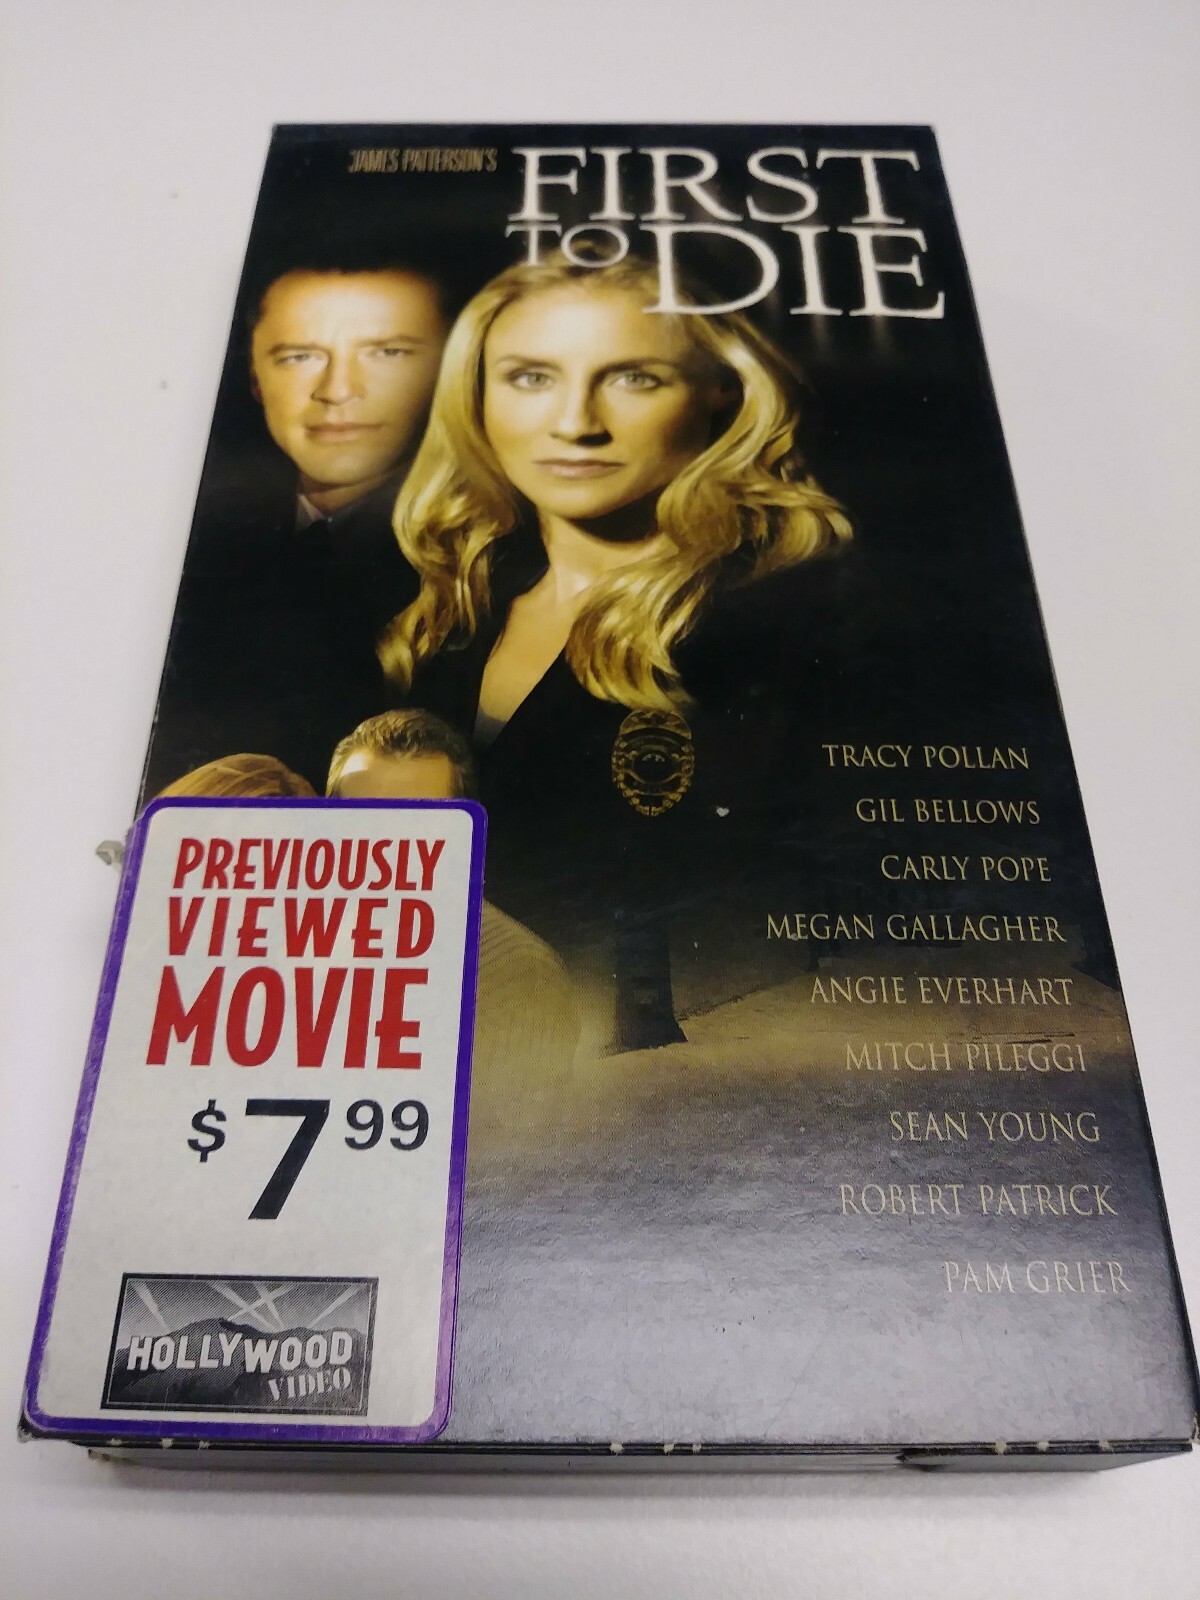 JAMES PATTERSON'S
FIRST
TO DIE
TRACY POLLAN
GIL BELLOWS
CARLY POPE
MEGAN GALLAGHER
ANGIE EVERHART
MITCH PILEGGI
SEAN YOUNG
ROBERT PATRICK
PAM GRIER
PREVIOUSLY
VIEWED
MOVIE
$7.99
HOLLYWOOD
VIDEO